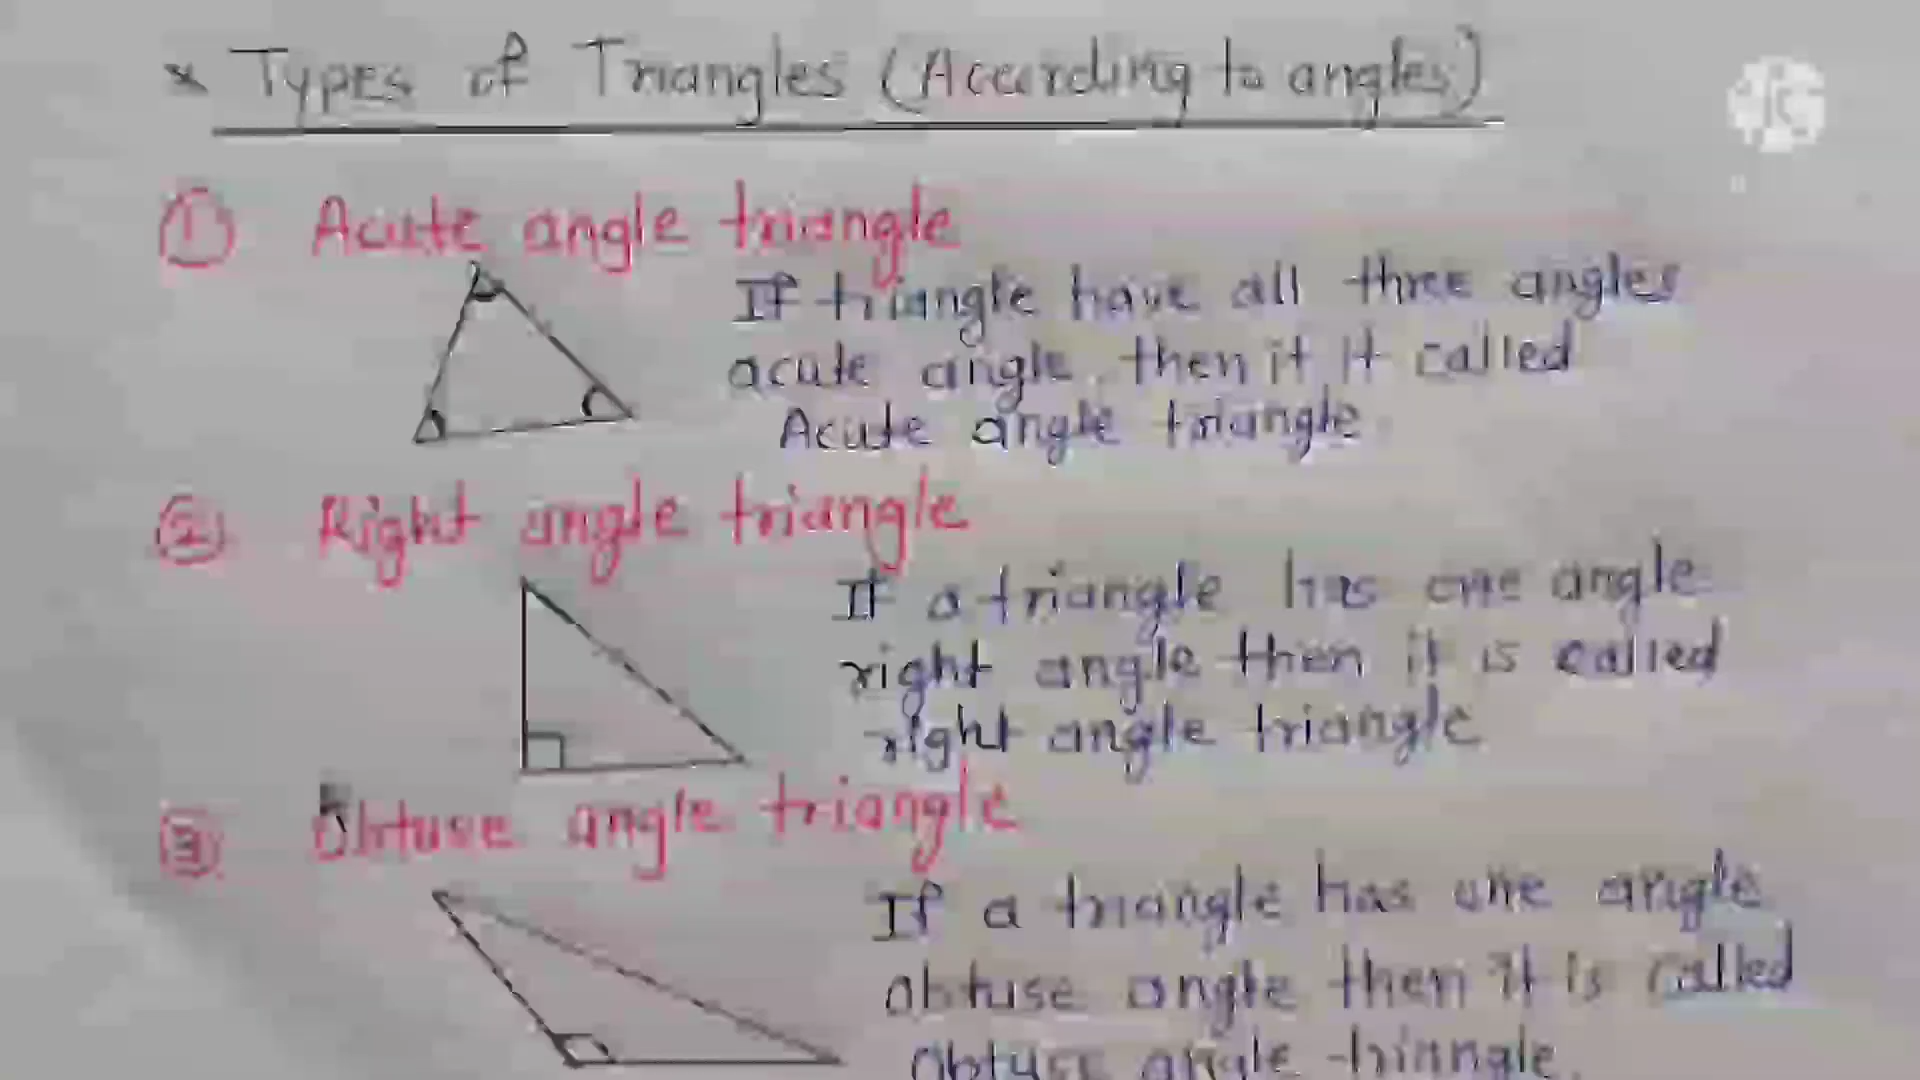 * Types of Triangles (According to angles)
① Acute angle triangle
If triangle have all three angles
acute angle, then it it called
Acute angle triangle
② Right angle triangle
If a triangle has one angle
right angle then it is called
right angle triangle
③ Obtuse angle triangle
If a triangle has one angle
obtuse angle then it is called
obtuse angle triangle.